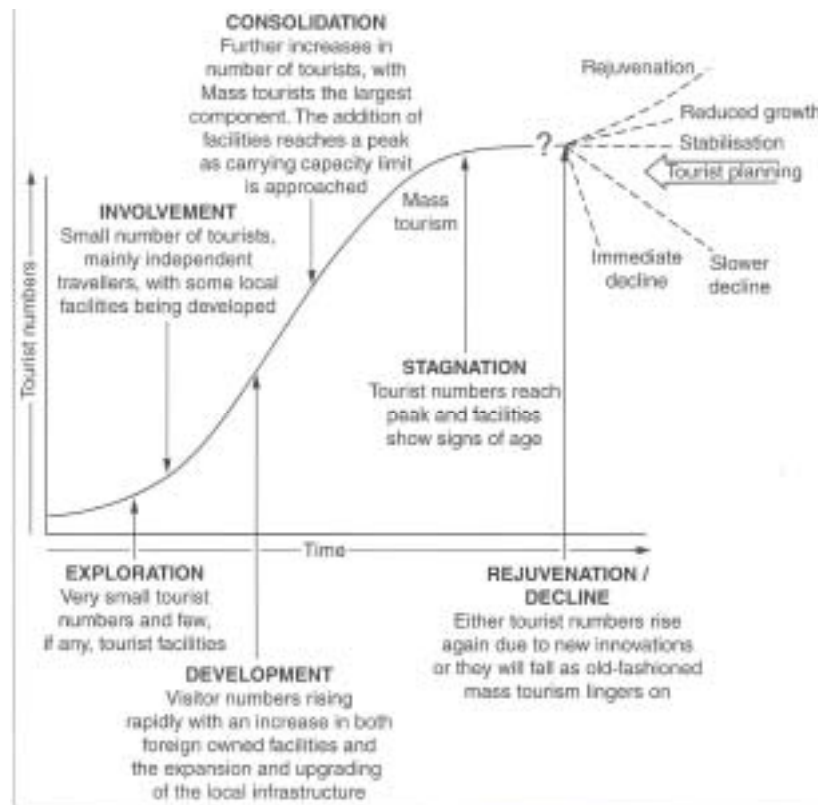 CONSOLIDATION
Further increases in
number of tourists, with
Mass tourists the largest
component. The addition of
facilities reaches a peak
as carrying capacity limit
is approached
Rejuvenation
Reduced growth
Stabilisation
Tourist planning
?
Immediate
decline
Slower
decline
Mass
tourism
INVOLVEMENT
Small number of tourists,
mainly independent
travellers, with some local
facilities being developed
Tourist numbers
STAGNATION
Tourist numbers reach
peak and facilities
show signs of age
Time
EXPLORATION
Very small tourist
numbers and few,
if any, tourist facilities
DEVELOPMENT
Visitor numbers rising
rapidly with an increase in both
foreign owned facilities and
the expansion and upgrading
of the local infrastructure
REJUVENATION /
DECLINE
Either tourist numbers rise
again due to new innovations
or they will fall as old-fashioned
mass tourism lingers on